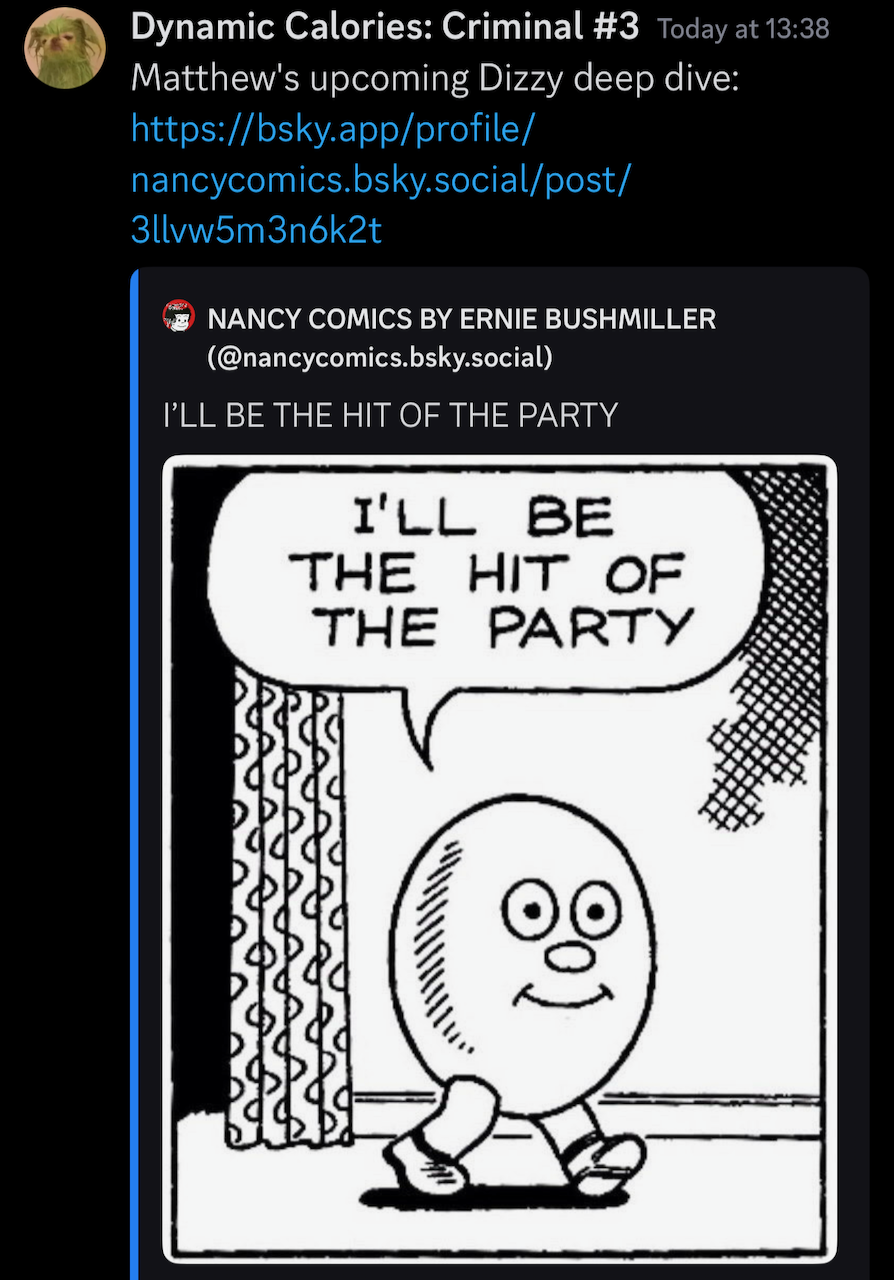 Dynamic Calories: Criminal #3 Today at 13:38
Matthew's upcoming Dizzy deep dive:
https://bsky.app/profile/
nancycomics.bsky.social/post/
3llvw5m3n6k2t
NANCY COMICS BY ERNIE BUSHMILLER
(@nancycomics.bsky.social)
I’LL BE THE HIT OF THE PARTY
I'LL BE
THE HIT OF
THE PARTY